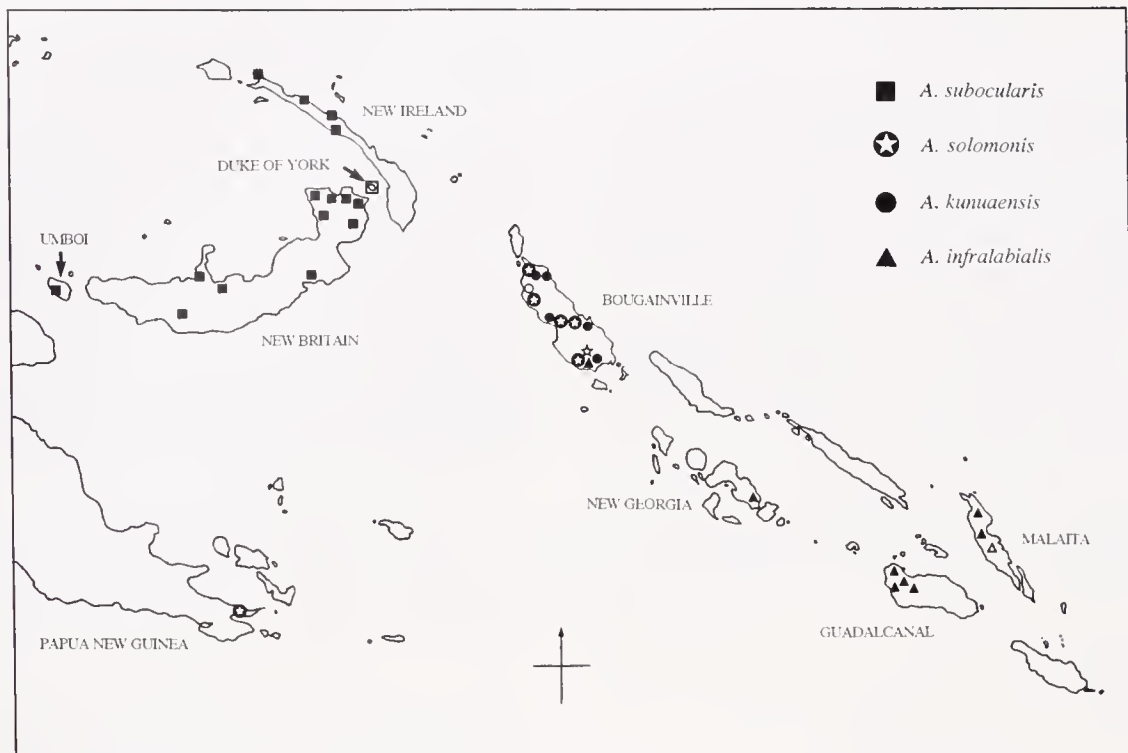 NEW IRELAND
DUKE OF YORK
UMBOI
NEW BRITAIN
BOUGAINVILLE
NEW GEORGIA
MALAITA
GUADALCANAL
PAPUA NEW GUINEA
A. subocularis
A. solomonis
A. kunuaensis
A. infralabialis